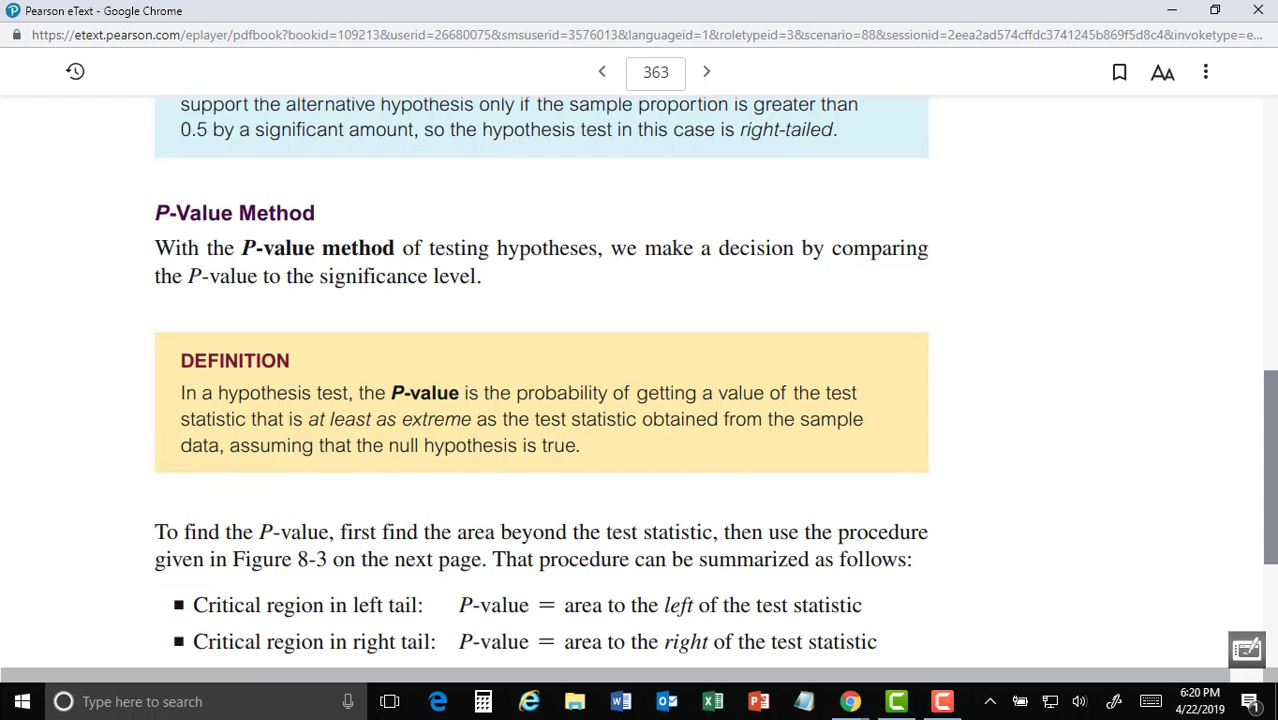 Pearson eText - Google Chrome
https://etext.pearson.com/eplayer/pdfbook?bookid=109213&userid=26680075&smsuserid=35760138&languageid=1&roletypeid=3&scenario=88&sessionid=2eea2ad574cffdc3741245b869f5d8c4&invoketype=e...
363
AA
support the alternative hypothesis only if the sample proportion is greater than
0.5 by a significant amount, so the hypothesis test in this case is right-tailed.
P-Value Method
With the P-value method of testing hypotheses, we make a decision by comparing
the P-value to the significance level.
DEFINITION
In a hypothesis test, the P-value is the probability of getting a value of the test
statistic that is at least as extreme as the test statistic obtained from the sample
data, assuming that the null hypothesis is true.
To find the P-value, first find the area beyond the test statistic, then use the procedure
given in Figure 8-3 on the next page. That procedure can be summarized as follows:
■ Critical region in left tail: P-value = area to the left of the test statistic
■ Critical region in right tail: P-value = area to the right of the test statistic
Type here to search
6:20 PM
4/22/2019